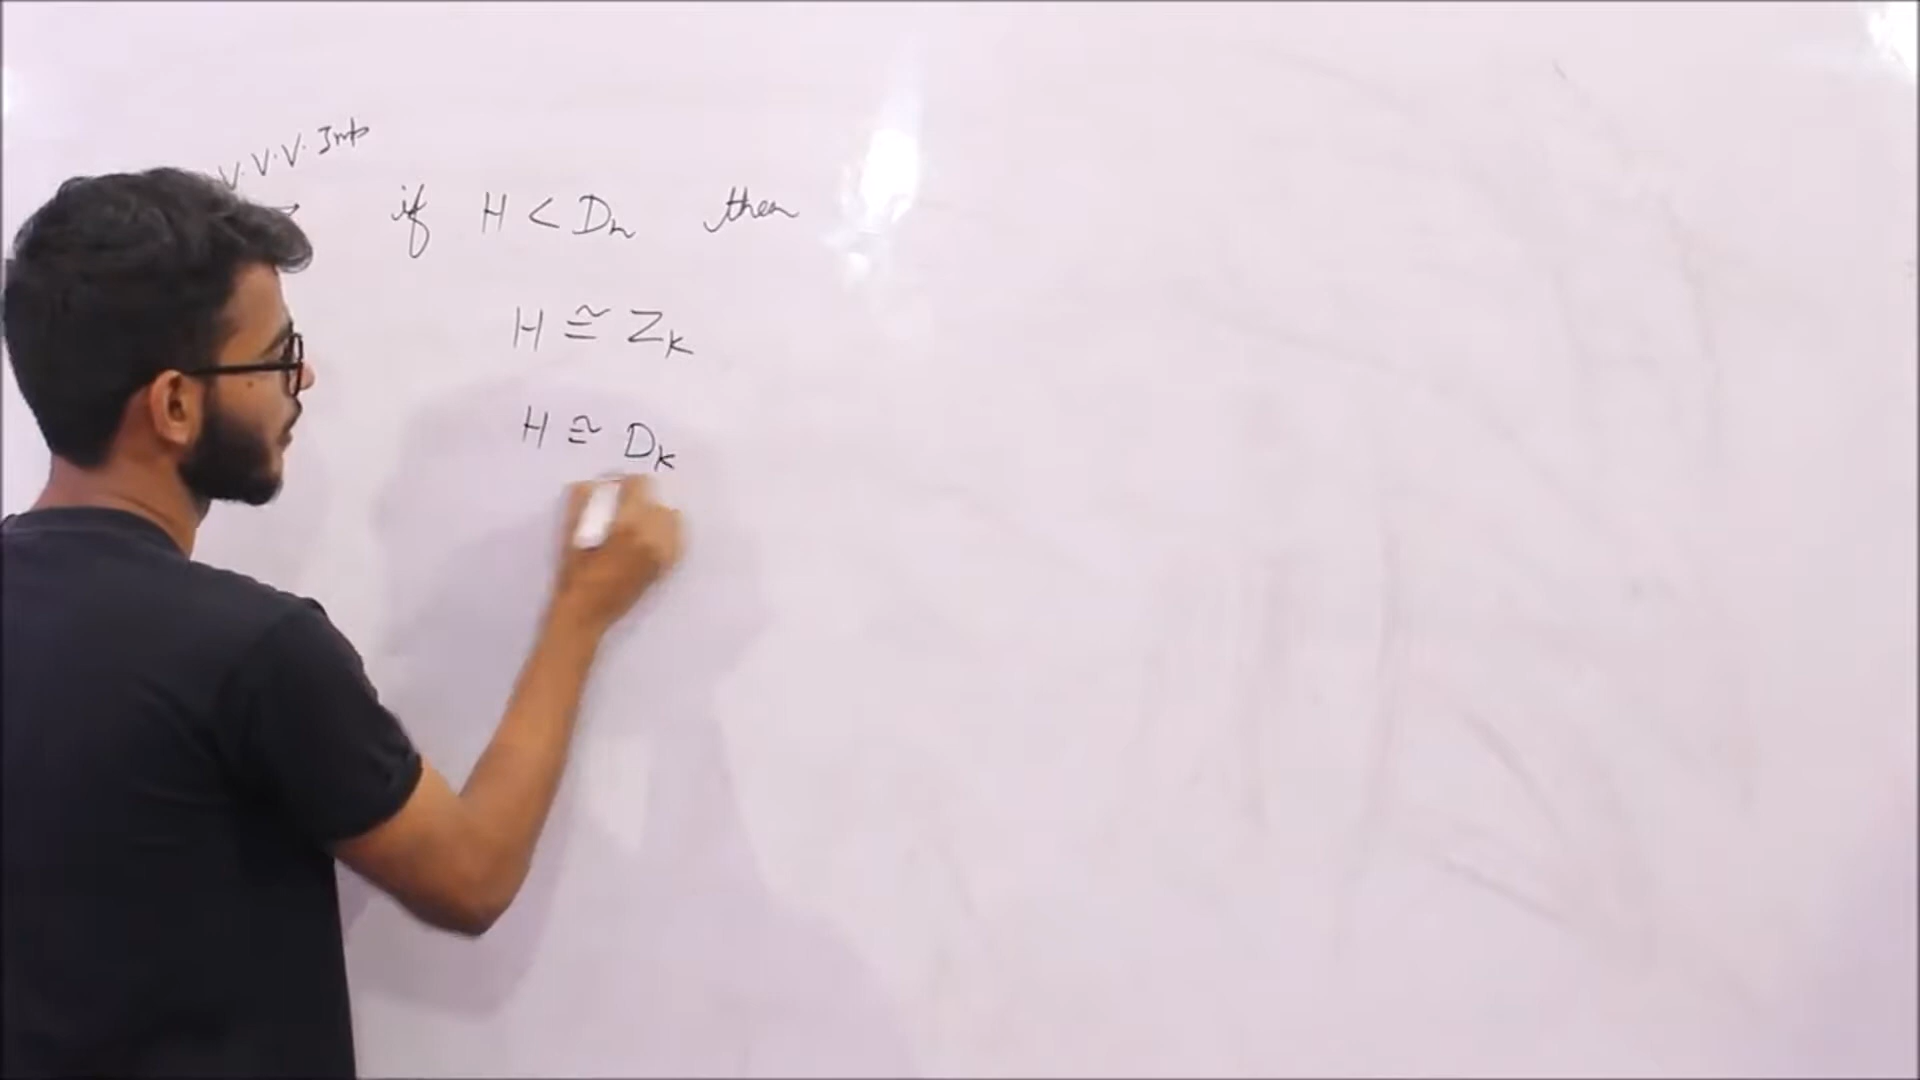 V.V.V. Imp
if H < Dn then
H ≅ Zk
H ≅ Dk